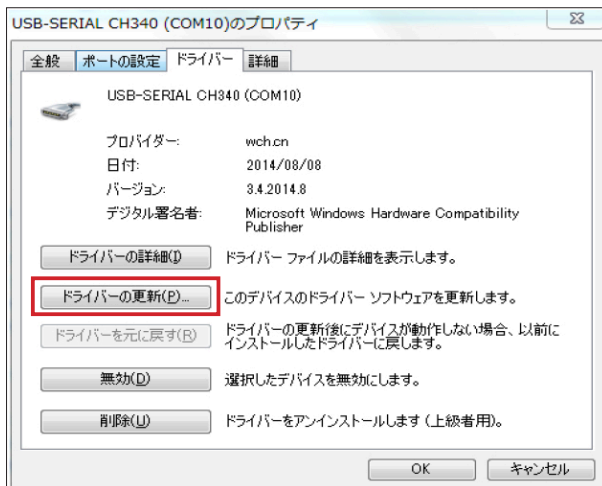 USB-SERIAL CH340 (COM10)のプロパティ
全般 ポートの設定 ドライバー 詳細
USB-SERIAL CH340 (COM10)
プロバイダー: wch.cn
日付: 2014/08/08
バージョン: 3.4.2014.8
デジタル署名者: Microsoft Windows Hardware Compatibility
Publisher
ドライバーの詳細(I) ドライバー ファイルの詳細を表示します。
ドライバーの更新(P)... このデバイスのドライバー ソフトウェアを更新します。
ドライバーを元に戻す(R) ドライバーの更新後にデバイスが動作しない場合、以前に
インストールしたドライバーに戻します。
無効(D) 選択したデバイスを無効にします。
削除(U) ドライバーをアンインストールします (上級者用)。
OK キャンセル